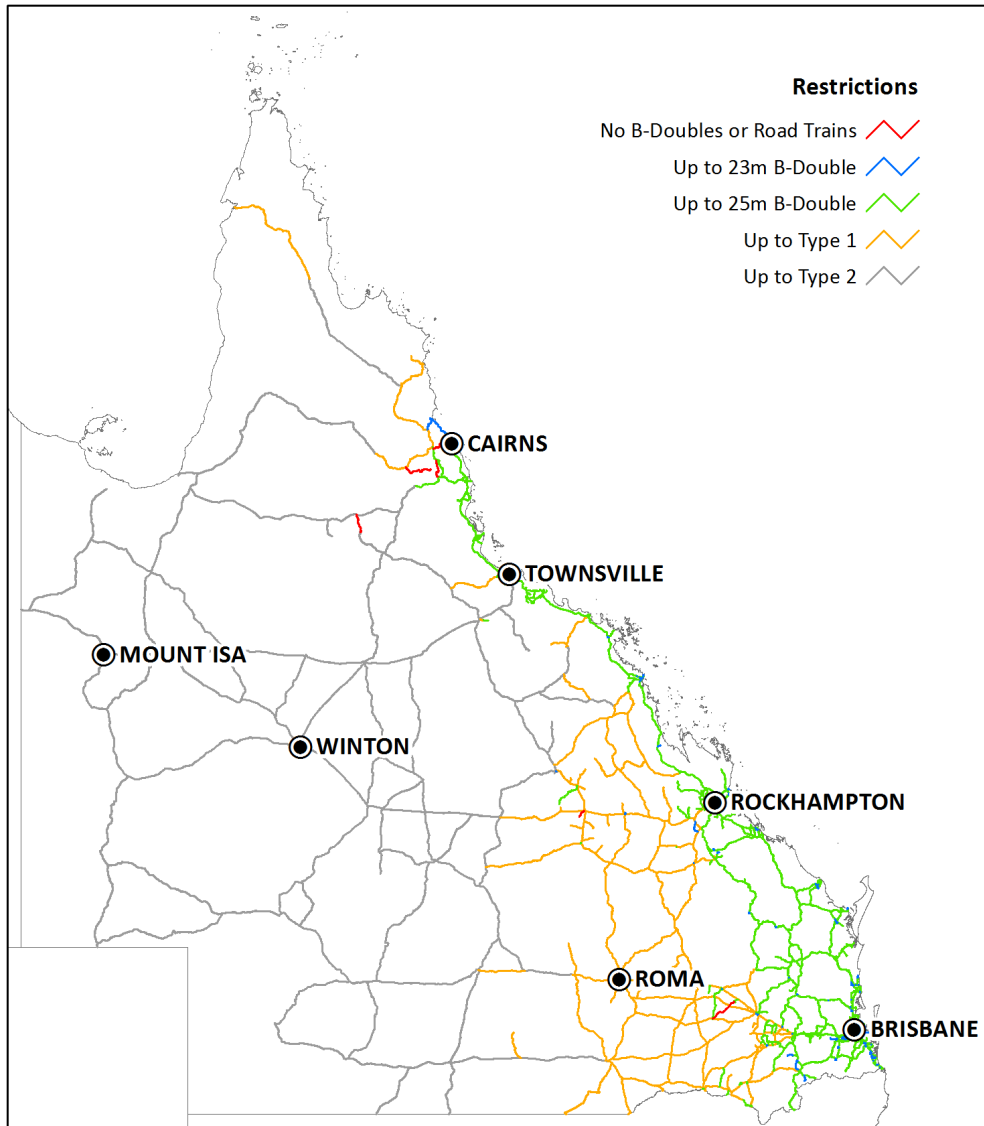 Restrictions
No B-Doubles or Road Trains
Up to 23m B-Double
Up to 25m B-Double
Up to Type 1
Up to Type 2
CAIRNS
TOWNSVILLE
MOUNT ISA
WINTON
ROCKHAMPTON
ROMA
BRISBANE